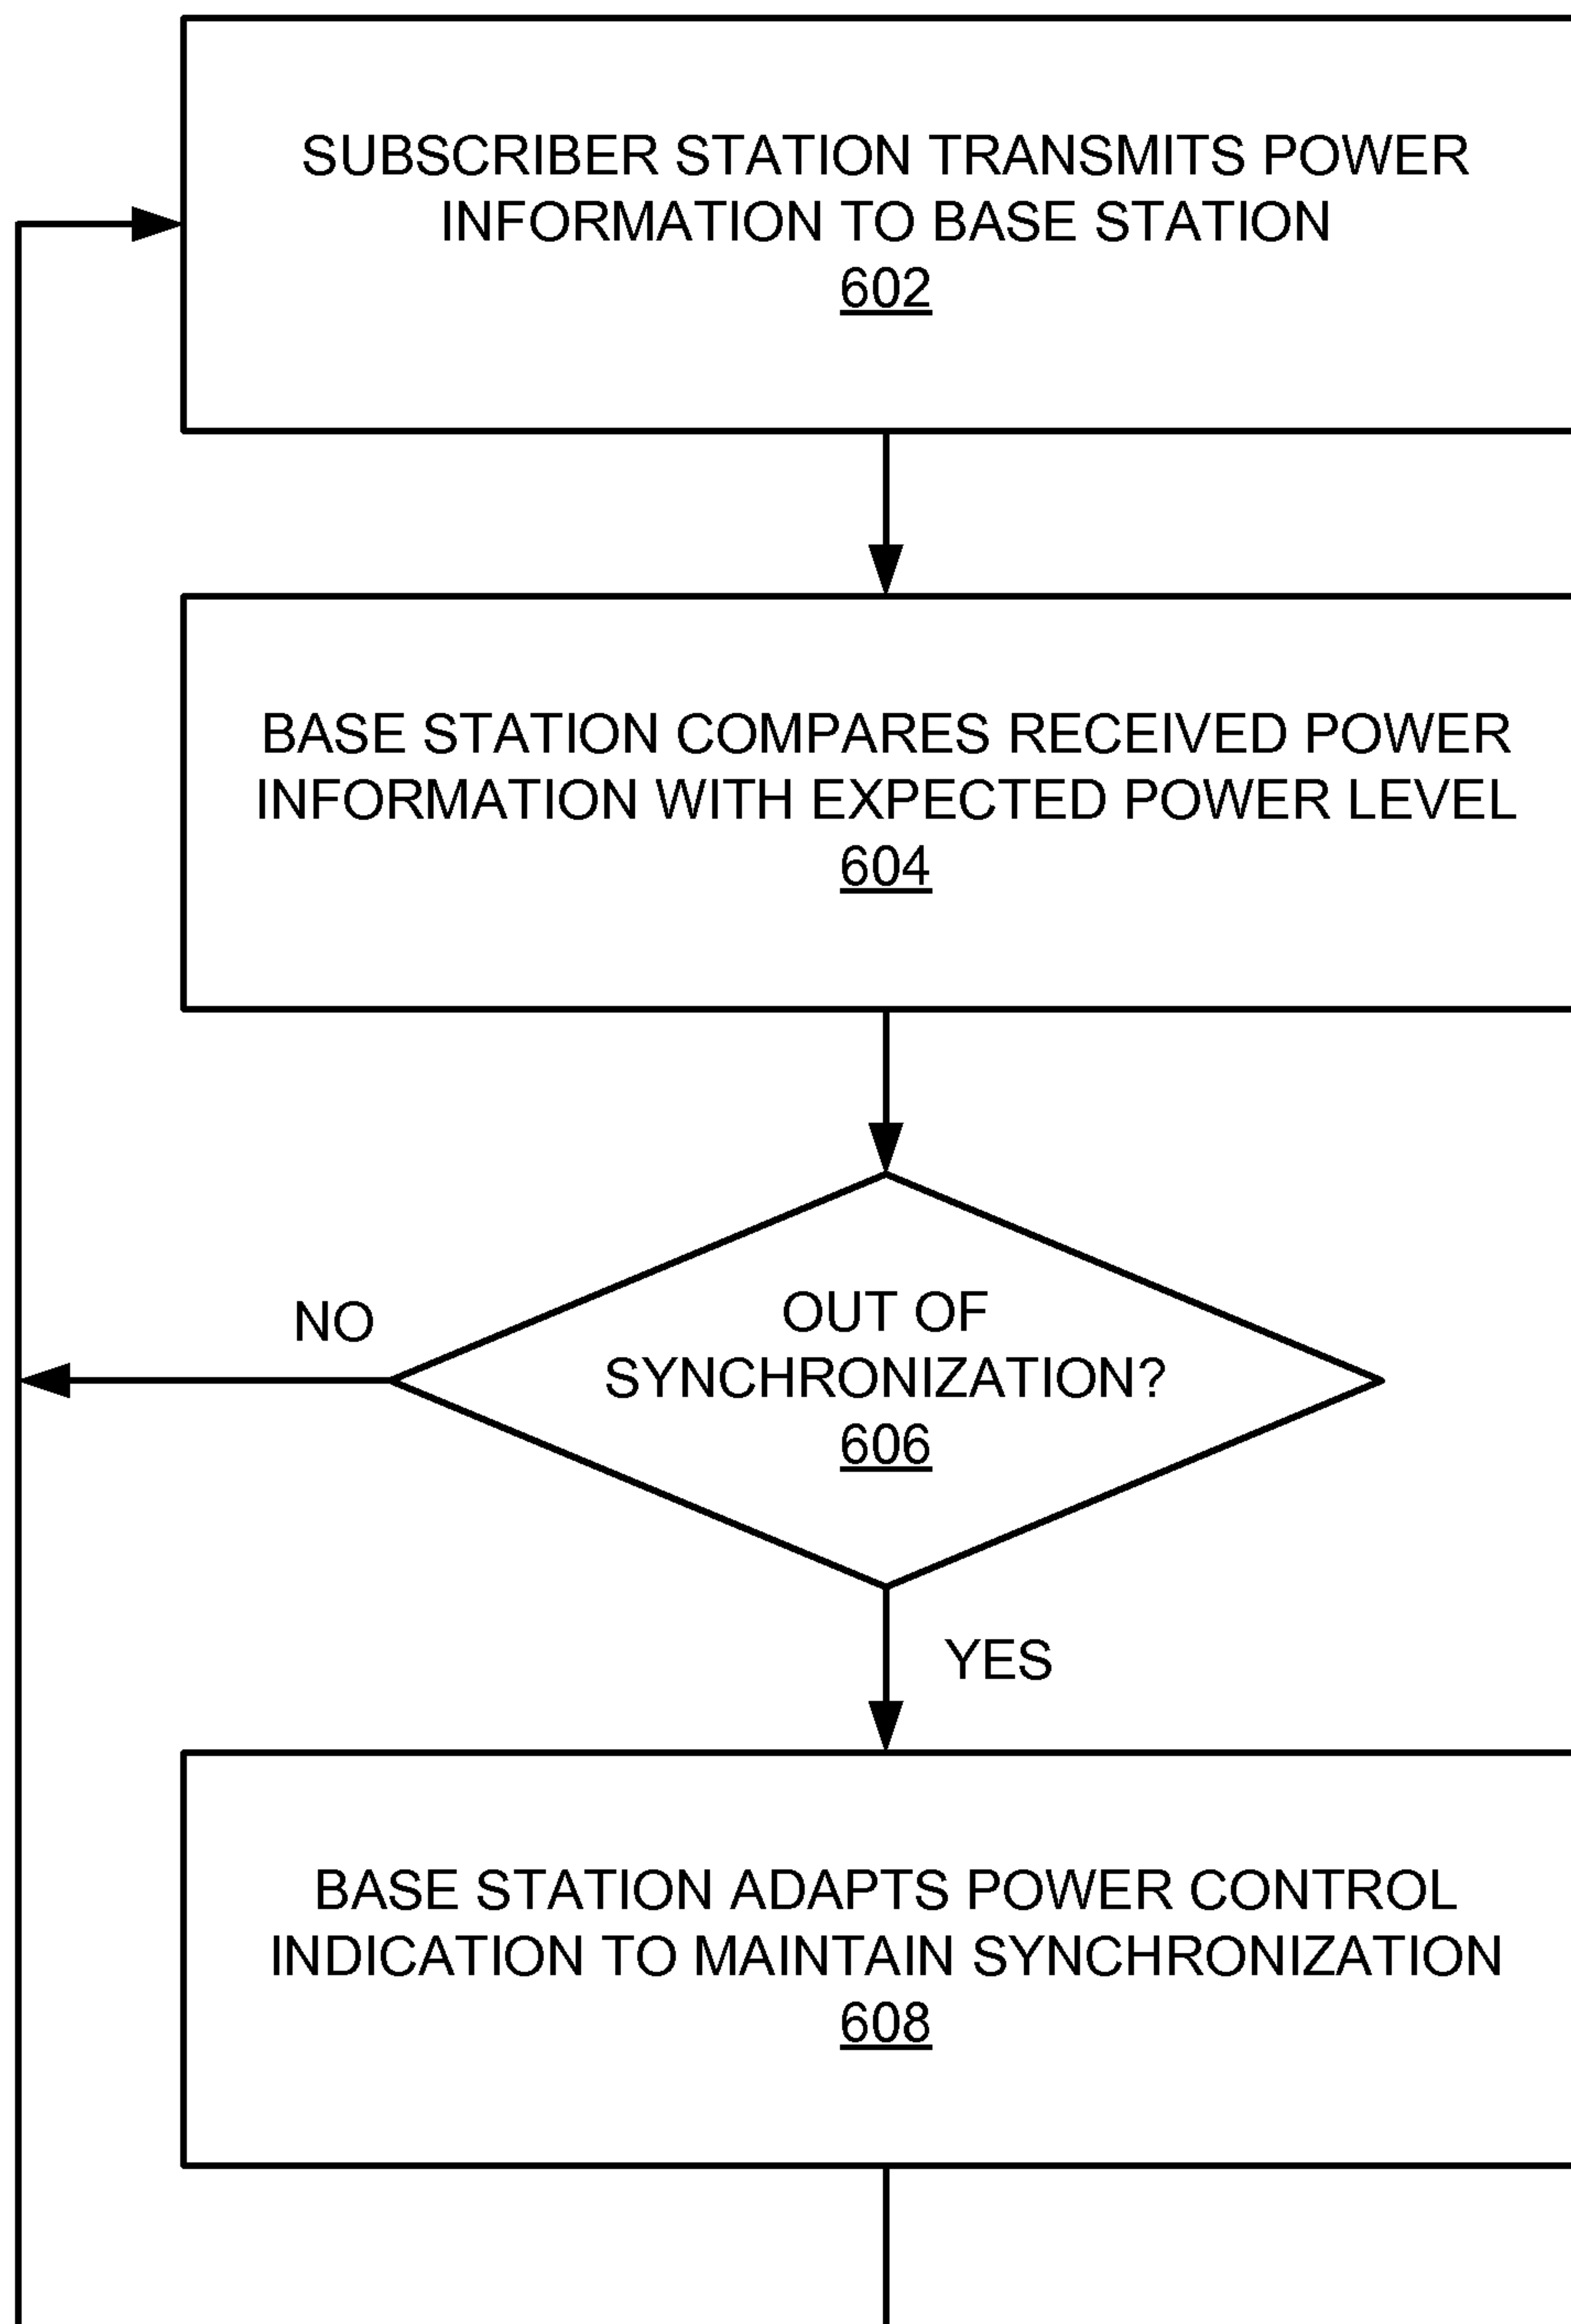 SUBSCRIBER STATION TRANSMITS POWER
INFORMATION TO BASE STATION
602
BASE STATION COMPARES RECEIVED POWER
INFORMATION WITH EXPECTED POWER LEVEL
604
OUT OF
SYNCHRONIZATION?
606
NO
YES
BASE STATION ADAPTS POWER CONTROL
INDICATION TO MAINTAIN SYNCHRONIZATION
608